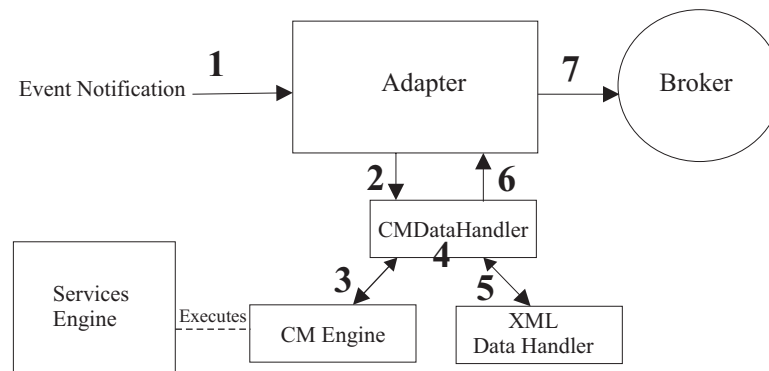 1
7
Event Notification
Adapter
Broker
2
6
CMDataHandler
4
3
5
Services
Engine
Executes
CM Engine
XML
Data Handler